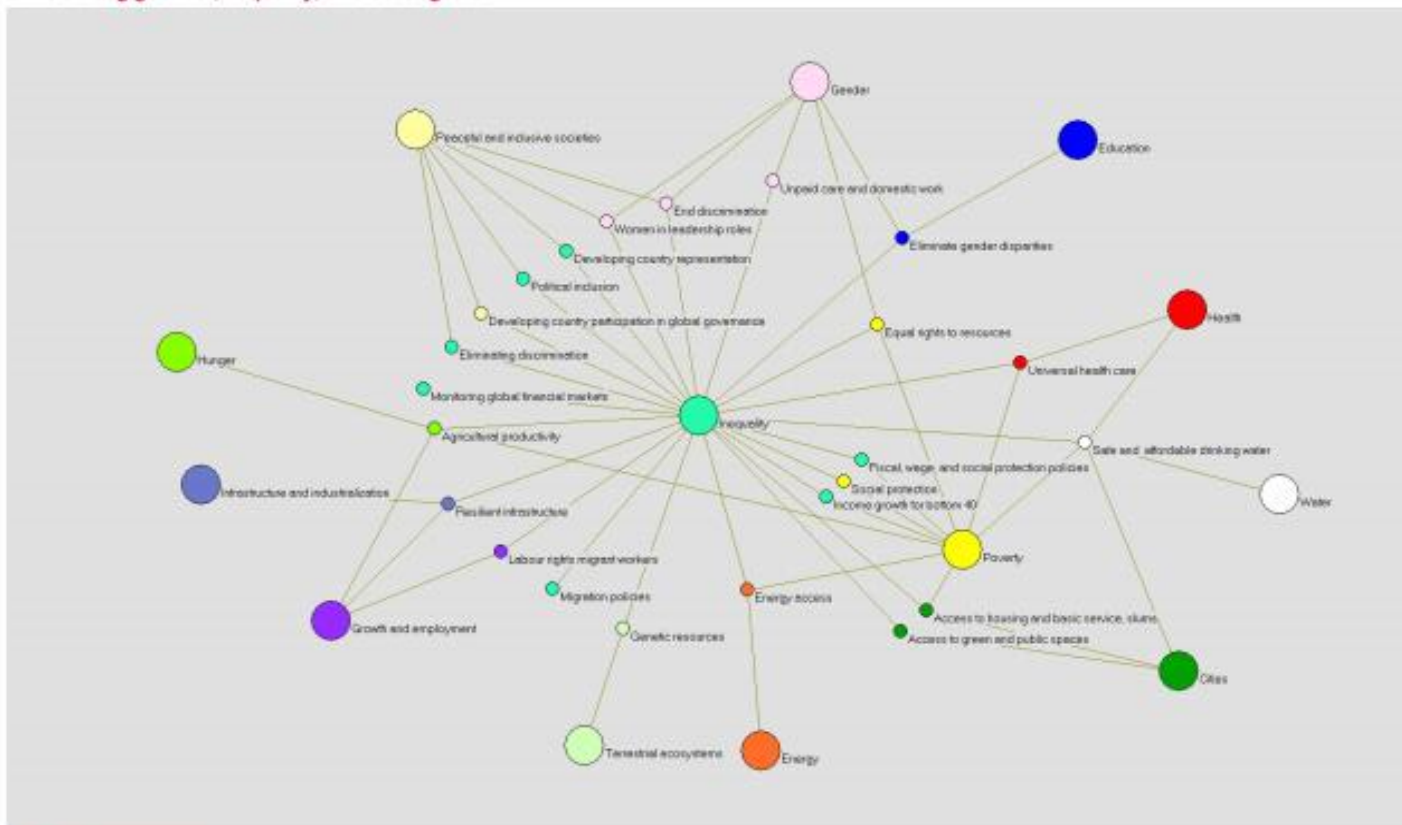 Gender
Peaceful and inclusive societies
Education
Unpaid care and domestic work
End discrimination
Women in leadership roles
Eliminate gender disparities
Developing country representation
Political inclusion
Health
Developing country participation in global governance
Equal rights to resources
Eliminating discrimination
Hunger
Universal health care
Monitoring global financial markets
Inequality
Agricultural productivity
Safe and affordable drinking water
Fiscal, wage, and social protection policies
Social protection
Infrastructure and industrialization
Income growth for bottom 40
Water
Resilient infrastructure
Poverty
Labour rights migrant workers
Migration policies
Energy access
Access to housing and basic service, slums
Growth and employment
Genetic resources
Access to green and public spaces
Cities
Terrestrial ecosystems
Energy